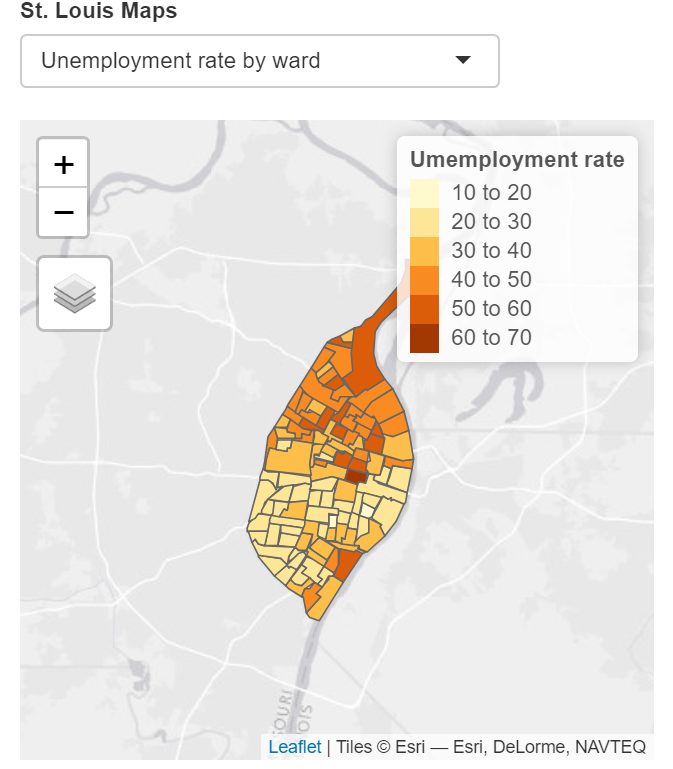 St. Louis Maps
Unemployment rate by ward
+
−
Umemployment rate
10 to 20
20 to 30
30 to 40
40 to 50
50 to 60
60 to 70
SOURI
OIS
Leaflet | Tiles © Esri — Esri, DeLorme, NAVTEQ